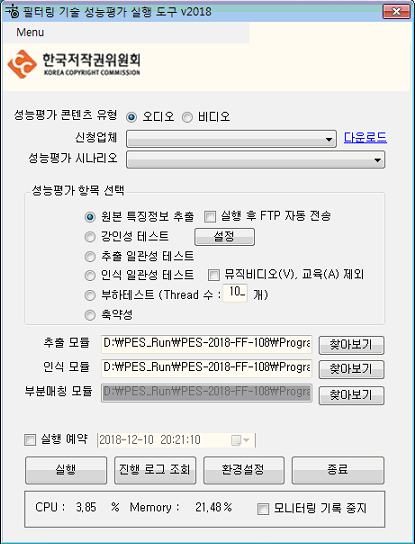 필터링 기술 성능평가 실행 도구 v2018
Menu
한국저작권위원회
KOREA COPYRIGHT COMMISSION
성능평가 콘텐츠 유형 오디오 비디오
신청업체 다운로드
성능평가 시나리오
성능평가 항목 선택
원본 특징정보 추출 실행 후 FTP 자동 전송
강인성 테스트 설정
추출 일관성 테스트
인식 일관성 테스트 뮤직비디오(V), 교육(A) 제외
부하테스트 (Thread 수 : 10_ 개)
축약성
추출 모듈 D:\PES_Run\PES-2018-FF-108\Progra 찾아보기
인식 모듈 D:\PES_Run\PES-2018-FF-108\Progra 찾아보기
부분매칭 모듈 D:\PES_Run\PES-2018-FF-108\Progra 찾아보기
실행 예약 2018-12-10 20:21:10
실행 진행 로그 조회 환경설정 종료
CPU : 3,85 % Memory : 21,48 % 모니터링 기록 중지